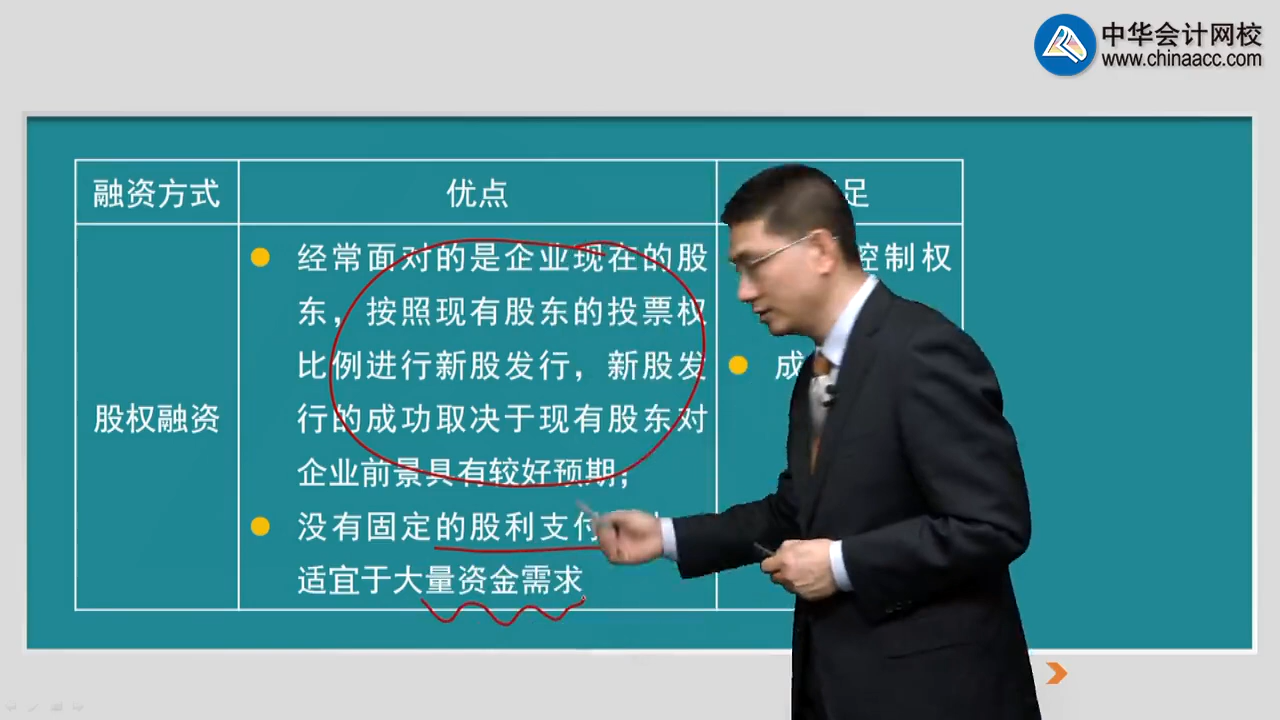 中华会计网校
www.chinaacc.com
融资方式
优点
足
股权融资
经常面对的是企业现在的股
东，按照现有股东的投票权
比例进行新股发行，新股发
行的成功取决于现有股东对
企业前景具有较好预期；
没有固定的股利支付
适宜于大量资金需求
控制权
成